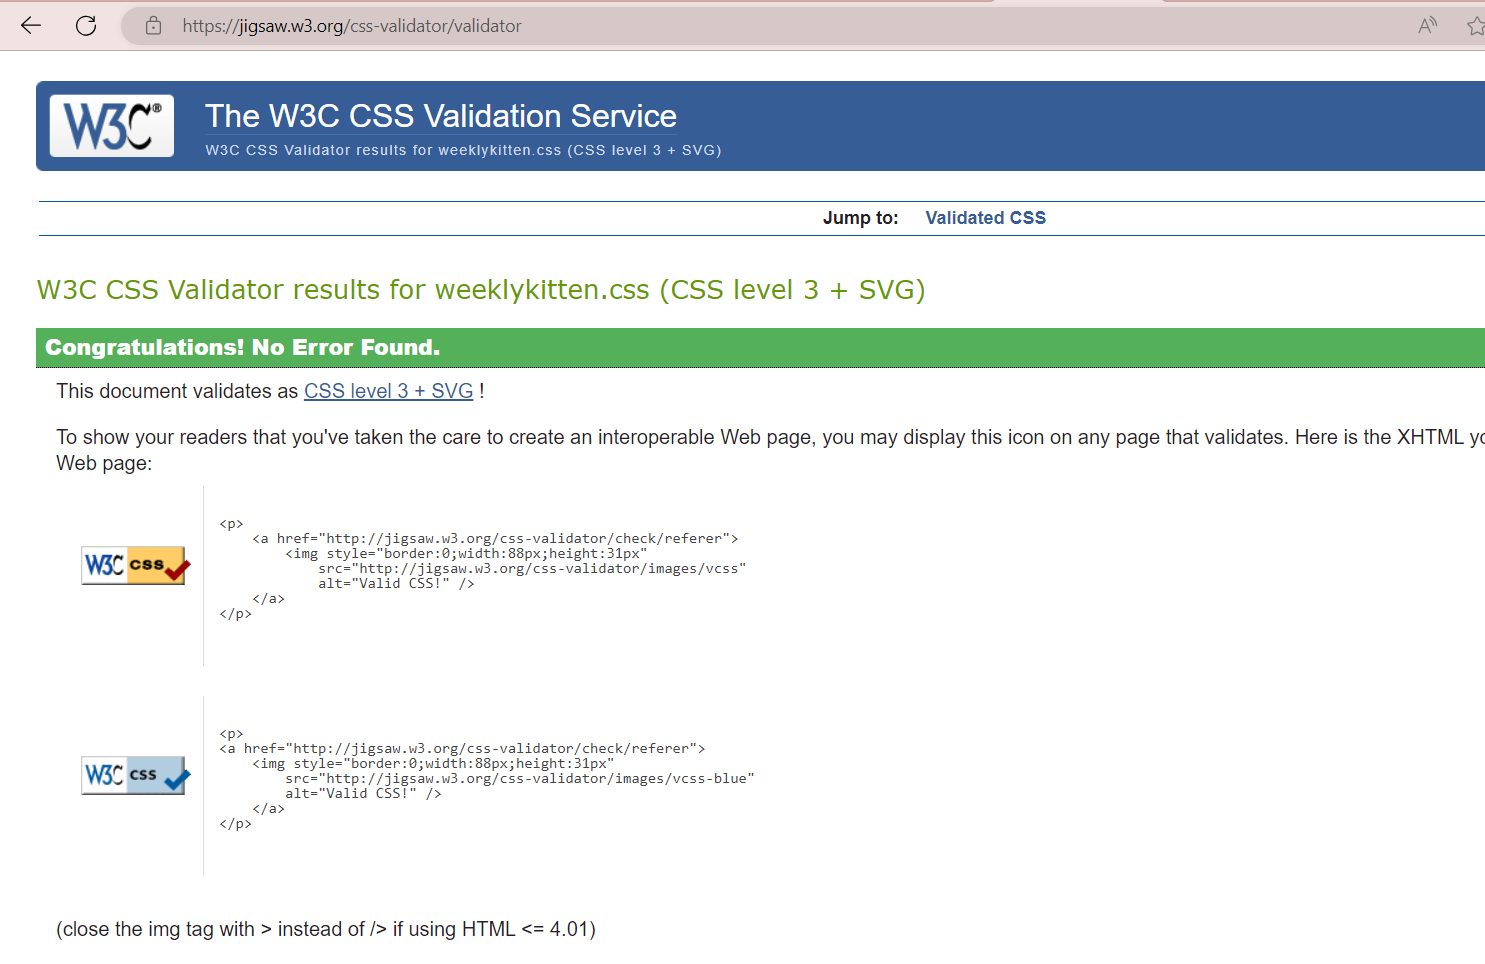 https://jigsaw.w3.org/css-validator/validator
W3C®
The W3C CSS Validation Service
W3C CSS Validator results for weeklykitten.css (CSS level 3 + SVG)
Jump to: Validated CSS
W3C CSS Validator results for weeklykitten.css (CSS level 3 + SVG)
Congratulations! No Error Found.
This document validates as CSS level 3 + SVG !
To show your readers that you've taken the care to create an interoperable Web page, you may display this icon on any page that validates. Here is the XHTML
Web page:
<p>
<a href="http://jigsaw.w3.org/css-validator/check/referer">
<img style="border:0;width:88px;height:31px"
W3C css
src="http://jigsaw.w3.org/css-validator/images/vcss"
alt="Valid CSS!" />
</a>
</p>
<p>
<a href="http://jigsaw.w3.org/css-validator/check/referer">
<img style="border:0;width:88px;height:31px"
W3C css
src="http://jigsaw.w3.org/css-validator/images/vcss-blue"
alt="Valid CSS!" />
</a>
</p>
(close the img tag with > instead of /> if using HTML <= 4.01)